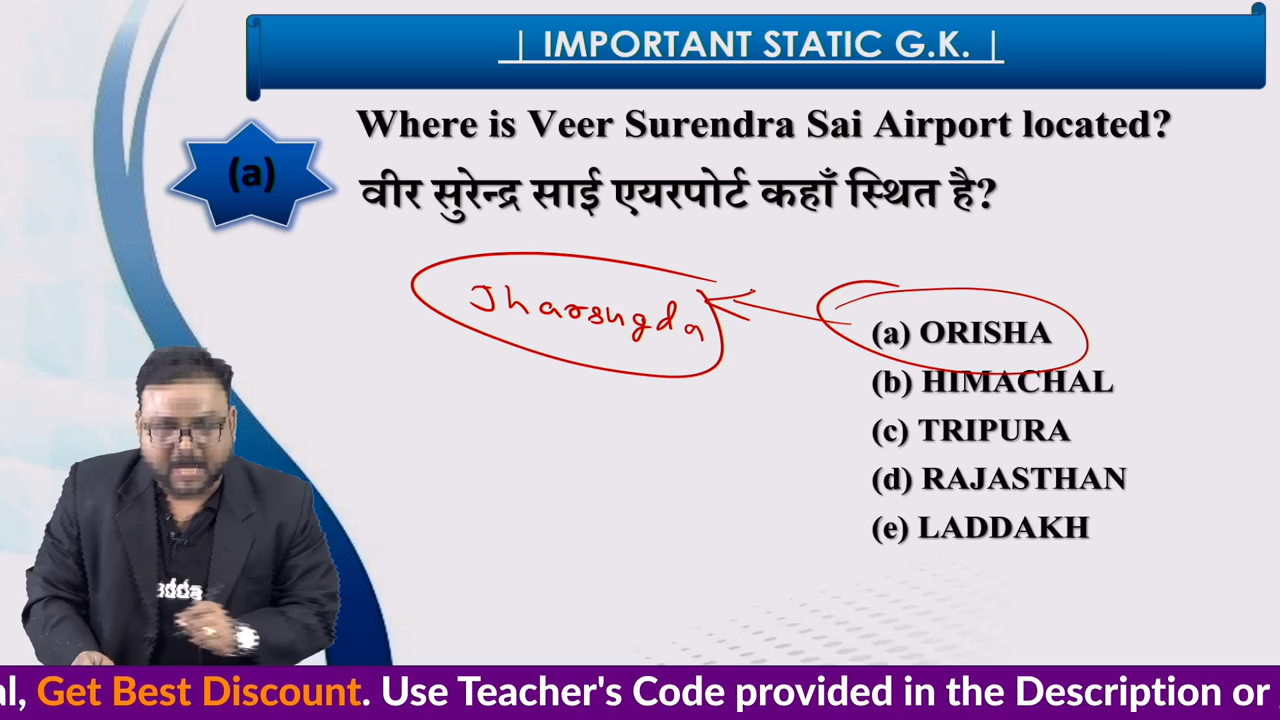 | IMPORTANT STATIC G.K. |
Where is Veer Surendra Sai Airport located?
(a)
वीर सुरेन्द्र साई एयरपोर्ट कहाँ स्थित है?
Jharsugda
(a) ORISHA
(b) HIMACHAL
(c) TRIPURA
(d) RAJASTHAN
(e) LADDAKH
al, Get Best Discount. Use Teacher's Code provided in the Description or